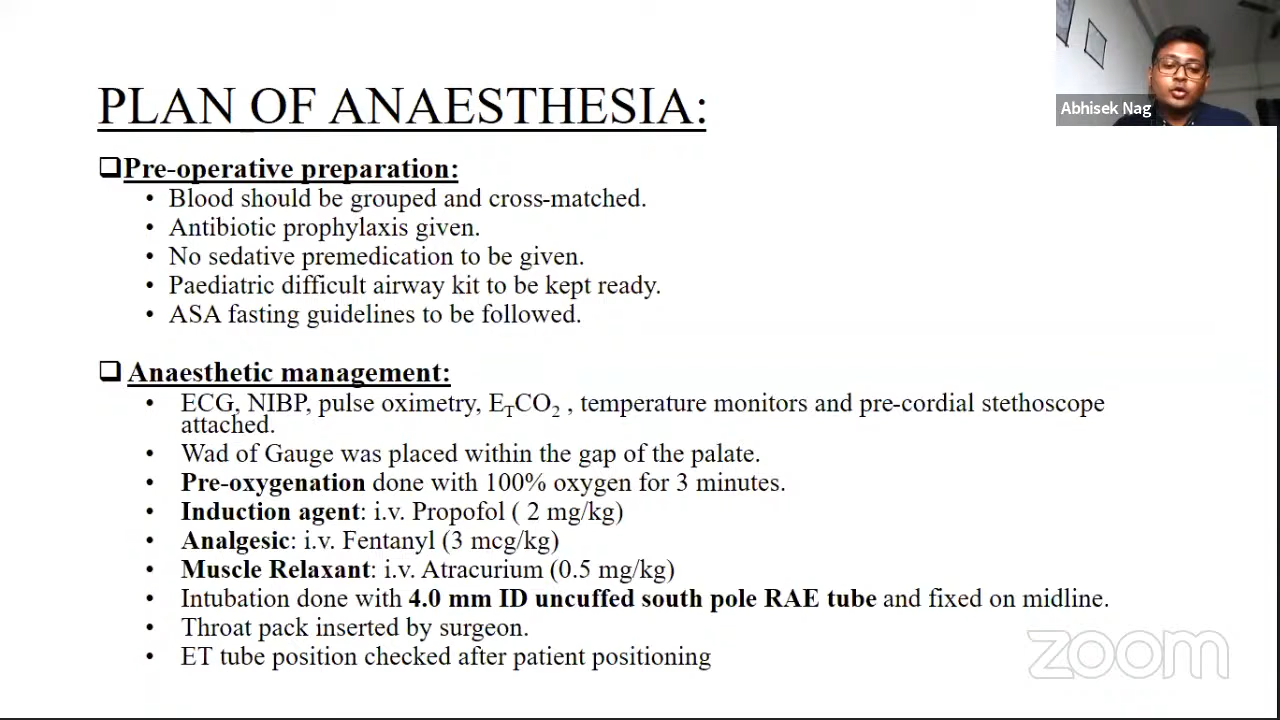 Abhisek Nag
PLAN OF ANAESTHESIA:
❑Pre-operative preparation:
• Blood should be grouped and cross-matched.
• Antibiotic prophylaxis given.
• No sedative premedication to be given.
• Paediatric difficult airway kit to be kept ready.
• ASA fasting guidelines to be followed.
❑ Anaesthetic management:
• ECG, NIBP, pulse oximetry, ETCO2 , temperature monitors and pre-cordial stethoscope
attached.
• Wad of Gauge was placed within the gap of the palate.
• Pre-oxygenation done with 100% oxygen for 3 minutes.
• Induction agent: i.v. Propofol ( 2 mg/kg)
• Analgesic: i.v. Fentanyl (3 mcg/kg)
• Muscle Relaxant: i.v. Atracurium (0.5 mg/kg)
• Intubation done with 4.0 mm ID uncuffed south pole RAE tube and fixed on midline.
• Throat pack inserted by surgeon.
• ET tube position checked after patient positioning
zoom